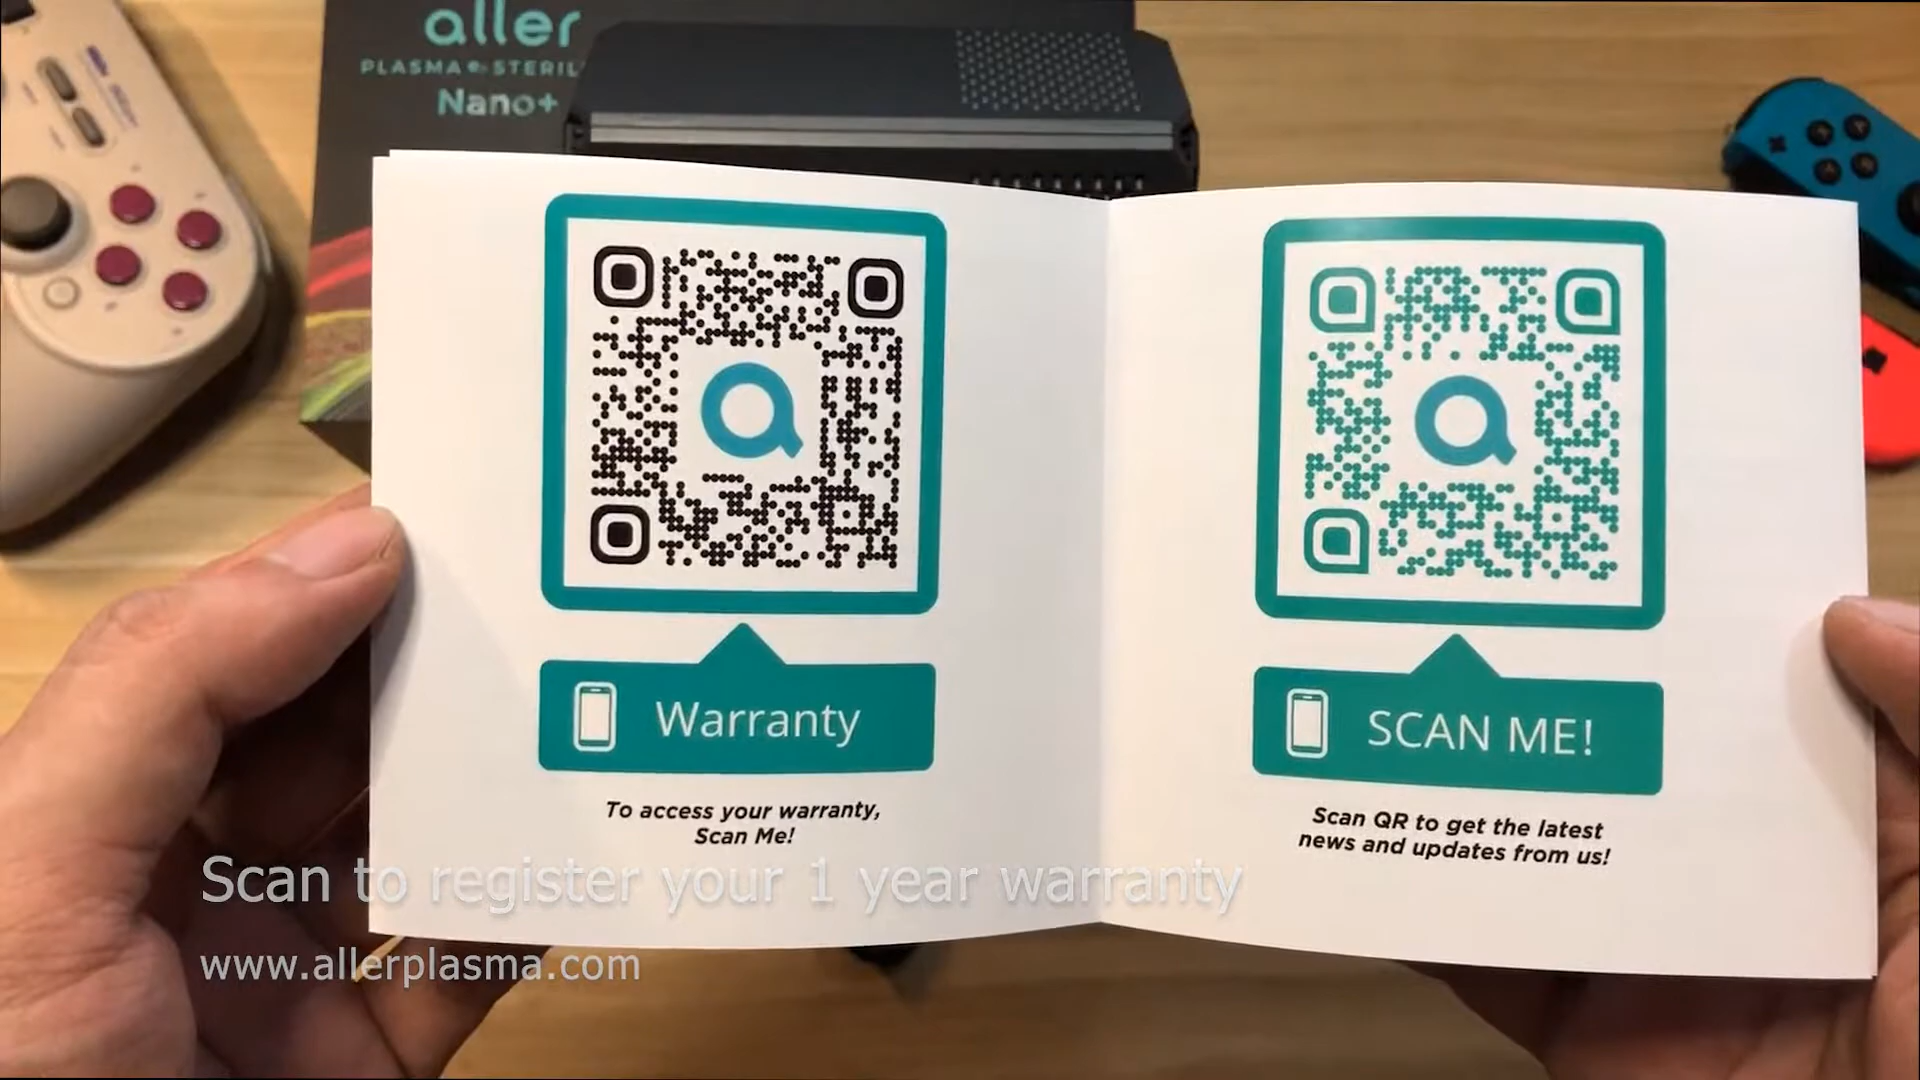 aller
PLASMA
Nano+
Warranty
To access your warranty,
Scan Me!
SCAN ME!
Scan QR to get the latest
news and updates from us!
Scan to register your 1 year warranty
www.allerplasma.com